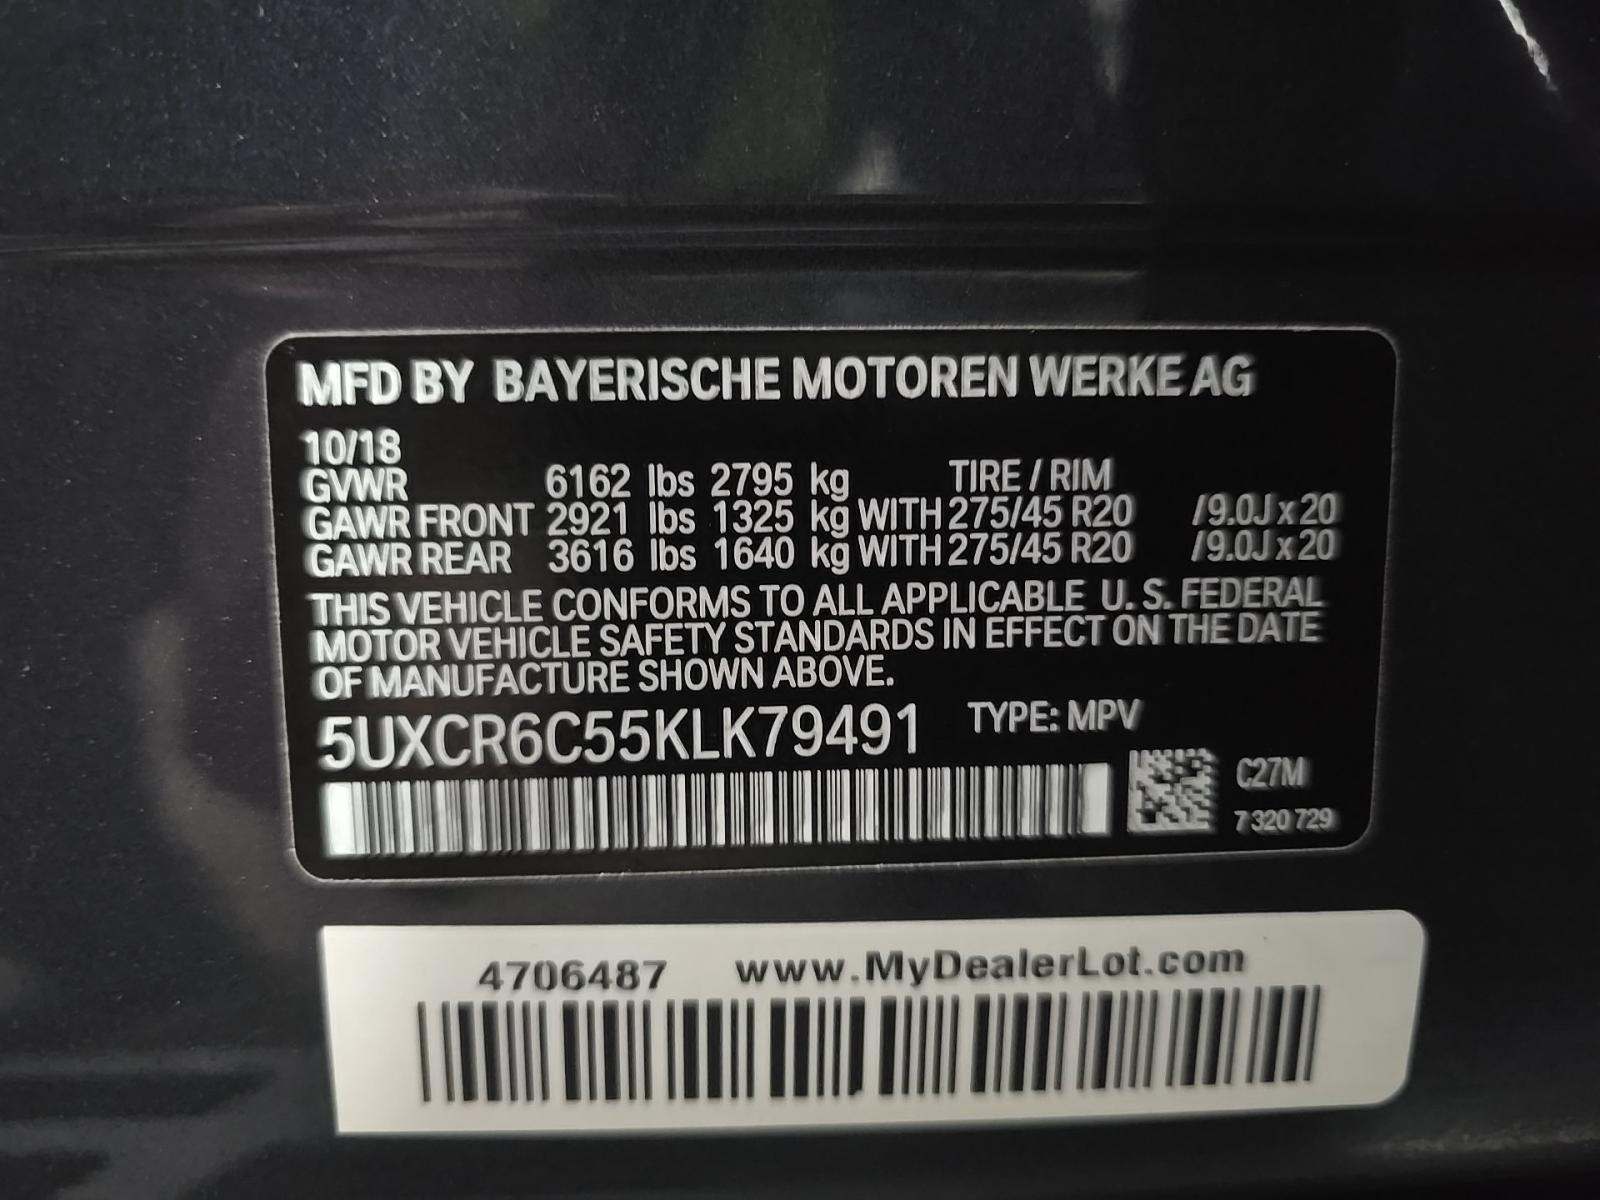 MFD BY BAYERISCHE MOTOREN WERKE AG
10/18
GVWR 6162 lbs 2795 kg TIRE / RIM
GAWR FRONT 2921 lbs 1325 kg WITH 275/45 R20 /9.0J x 20
GAWR REAR 3616 lbs 1640 kg WITH 275/45 R20 /9.0J x 20
THIS VEHICLE CONFORMS TO ALL APPLICABLE U. S. FEDERAL
MOTOR VEHICLE SAFETY STANDARDS IN EFFECT ON THE DATE
OF MANUFACTURE SHOWN ABOVE.
5UXCR6C55KLK79491 TYPE: MPV
C27M
7 320 729
4706487 www.MyDealerLot.com